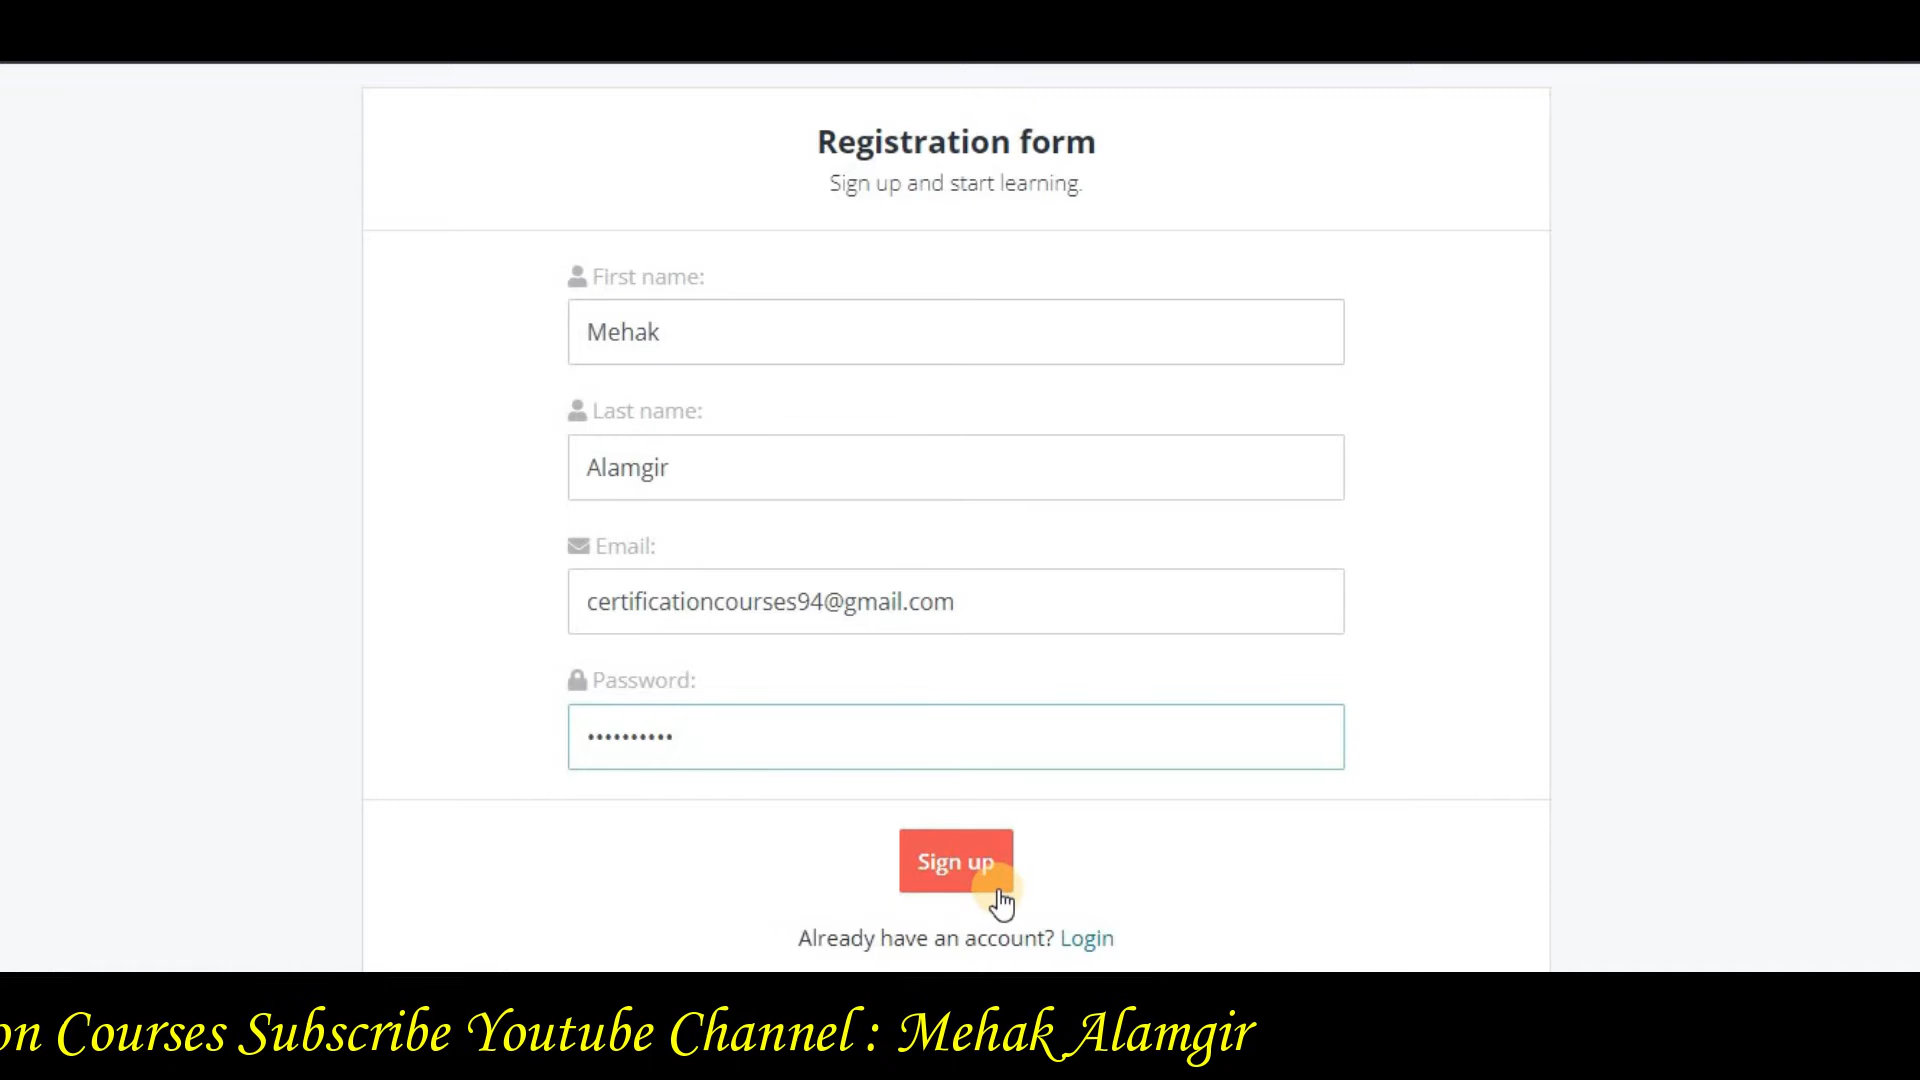 Registration form
Sign up and start learning.
First name:
Mehak
Last name:
Alamgir
Email:
certificationcourses94@gmail.com
Password:
••••••••••
Sign up
Already have an account? Login
on Courses Subscribe Youtube Channel : Mehak Alamgir